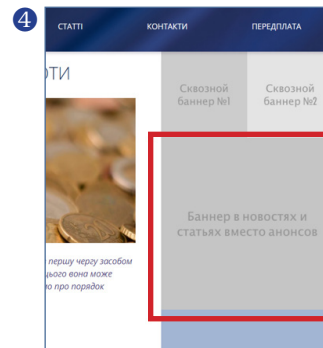 4
СТАТТІ КОНТАКТИ ПЕРЕДПЛАТА
ОТИ
Сквозной
баннер №1
Сквозной
баннер №2
Баннер в новостях и
статьях вместо анонсов
першу чергу засобом
цього вона може
о про порядок